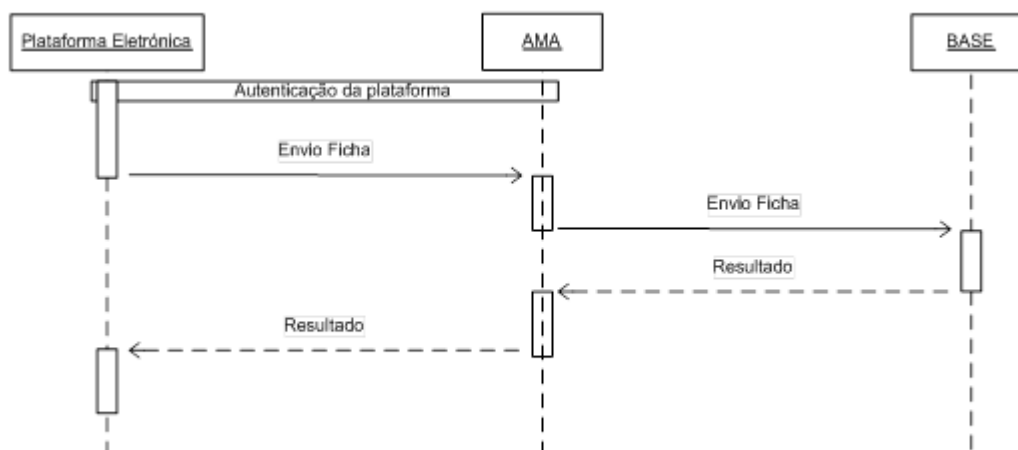 Plataforma Eletrónica
AMA
BASE
Autenticação da plataforma
Envio Ficha
Envio Ficha
Resultado
Resultado